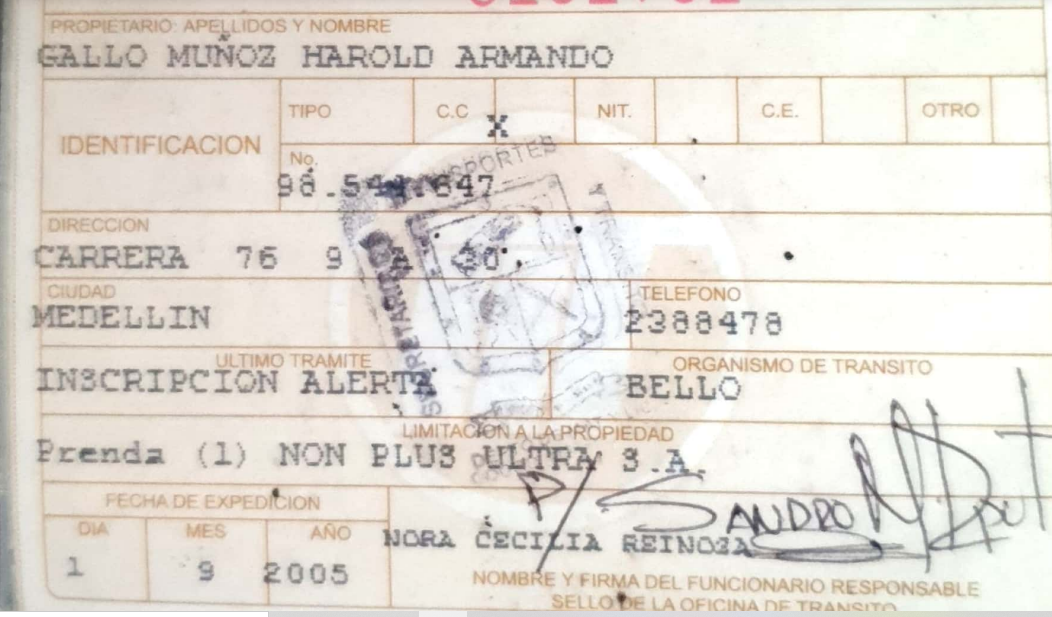 PROPIETARIO: APELLIDOS Y NOMBRE
GALLO MUÑOZ HAROLD ARMANDO
IDENTIFICACION
TIPO C.C X NIT. C.E. OTRO
No.
DIRECCION
CARRERA 76 9 A 30
CIUDAD
MEDELLIN
TELEFONO
2388478
ULTIMO TRAMITE
INSCRIPCION ALERTA
ORGANISMO DE TRANSITO
BELLO
LIMITACION A LA PROPIEDAD
Prenda (1) NON PLUS ULTRA S.A.
FECHA DE EXPEDICION
DIA MES AÑO
1 9 2005
P/ SANDRO
NORA CECILIA REINOZA
NOMBRE Y FIRMA DEL FUNCIONARIO RESPONSABLE
SELLO DE LA OFICINA DE TRANSITO